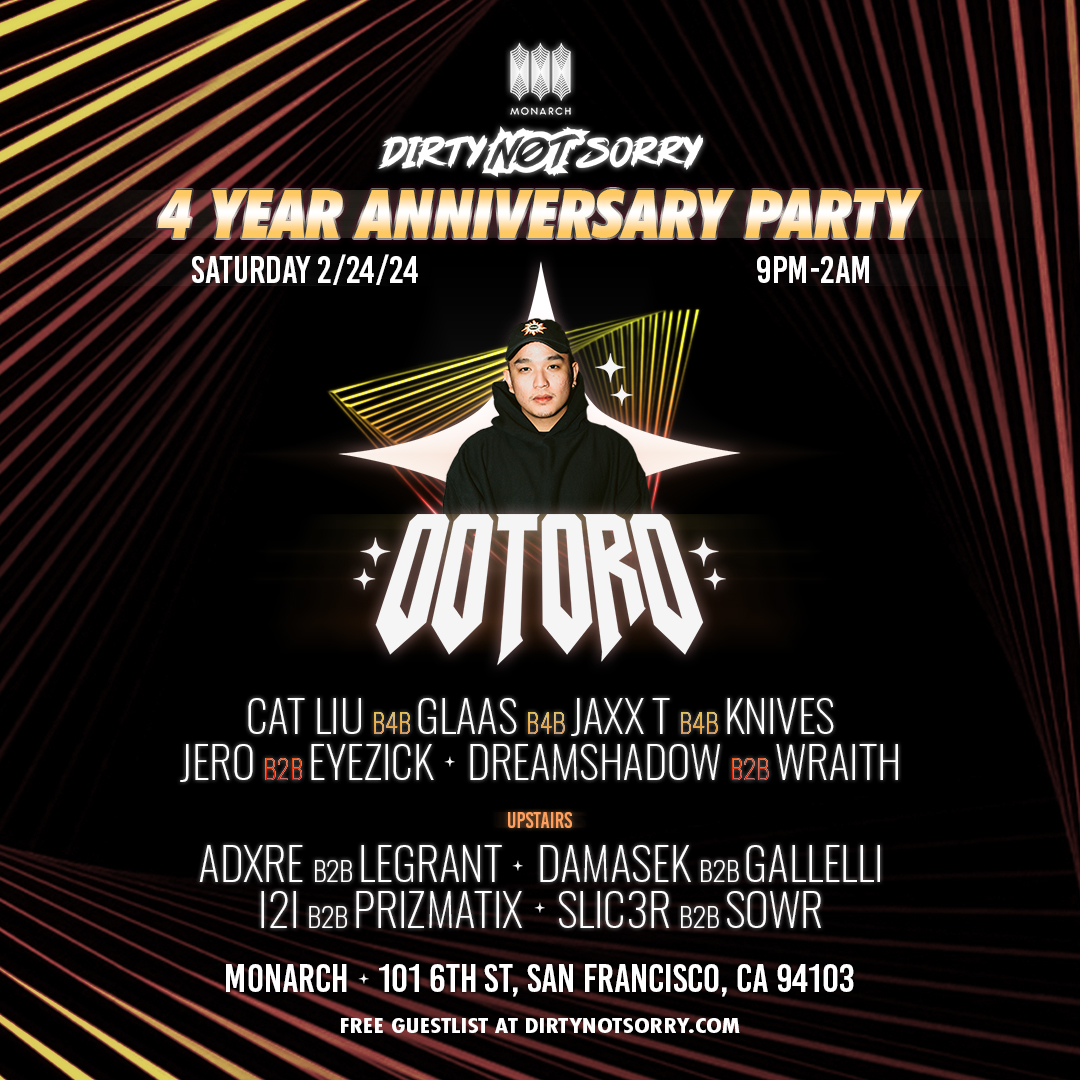 MONARCH
DIRTY NOT SORRY
4 YEAR ANNIVERSARY PARTY
SATURDAY 2/24/24 9PM-2AM
OOTORO
CAT LIU B4B GLAAS B4B JAXX T B4B KNIVES
JERO B2B EYEZICK + DREAMSHADOW B2B WRAITH
UPSTAIRS
ADXRE B2B LEGRANT + DAMASEK B2B GALLELLI
I2I B2B PRIZMATIX + SLIC3R B2B SOWR
MONARCH + 101 6TH ST, SAN FRANCISCO, CA 94103
FREE GUESTLIST AT DIRTYNOTSORRY.COM